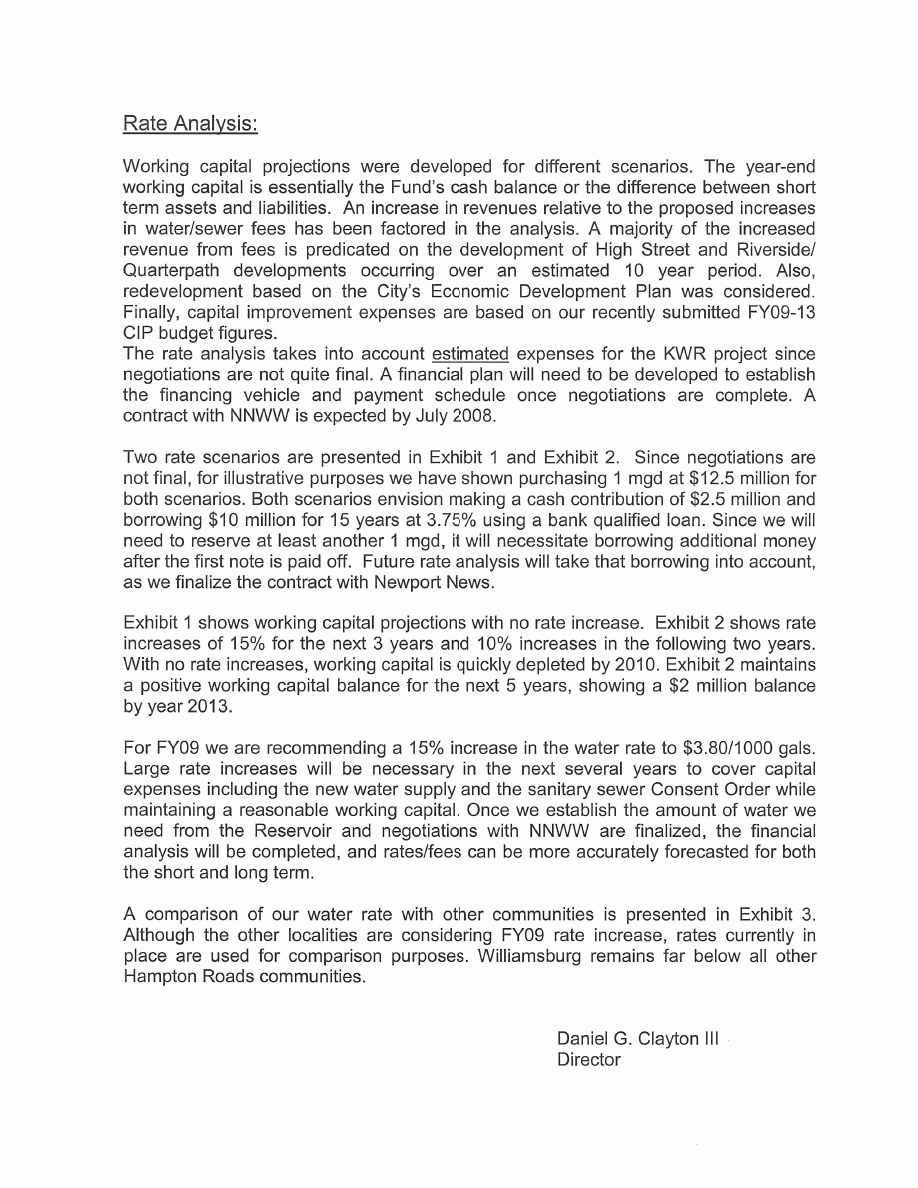 Rate Analysis:
Working capital projections were developed for different scenarios. The year-end
working capital is essentially the Fund's cash balance or the difference between short
term assets and liabilities. An increase in revenues relative to the proposed increases
in water/sewer fees has been factored in the analysis. A majority of the increased
revenue from fees is predicated on the development of High Street and Riverside/
Quarterpath developments occurring over an estimated 10 year period. Also,
redevelopment based on the City's Economic Development Plan was considered.
Finally, capital improvement expenses are based on our recently submitted FY09-13
CIP budget figures.
The rate analysis takes into account estimated expenses for the KWR project since
negotiations are not quite final. A financial plan will need to be developed to establish
the financing vehicle and payment schedule once negotiations are complete. A
contract with NNWW is expected by July 2008.
Two rate scenarios are presented in Exhibit 1 and Exhibit 2. Since negotiations are
not final, for illustrative purposes we have shown purchasing 1 mgd at $12.5 million for
both scenarios. Both scenarios envision making a cash contribution of $2.5 million and
borrowing $10 million for 15 years at 3.75% using a bank qualified loan. Since we will
need to reserve at least another 1 mgd, it will necessitate borrowing additional money
after the first note is paid off. Future rate analysis will take that borrowing into account,
as we finalize the contract with Newport News.
Exhibit 1 shows working capital projections with no rate increase. Exhibit 2 shows rate
increases of 15% for the next 3 years and 10% increases in the following two years.
With no rate increases, working capital is quickly depleted by 2010. Exhibit 2 maintains
a positive working capital balance for the next 5 years, showing a $2 million balance
by year 2013.
For FY09 we are recommending a 15% increase in the water rate to $3.80/1000 gals.
Large rate increases will be necessary in the next several years to cover capital
expenses including the new water supply and the sanitary sewer Consent Order while
maintaining a reasonable working capital. Once we establish the amount of water we
need from the Reservoir and negotiations with NNWW are finalized, the financial
analysis will be completed, and rates/fees can be more accurately forecasted for both
the short and long term.
A comparison of our water rate with other communities is presented in Exhibit 3.
Although the other localities are considering FY09 rate increase, rates currently in
place are used for comparison purposes. Williamsburg remains far below all other
Hampton Roads communities.
Daniel G. Clayton III
Director